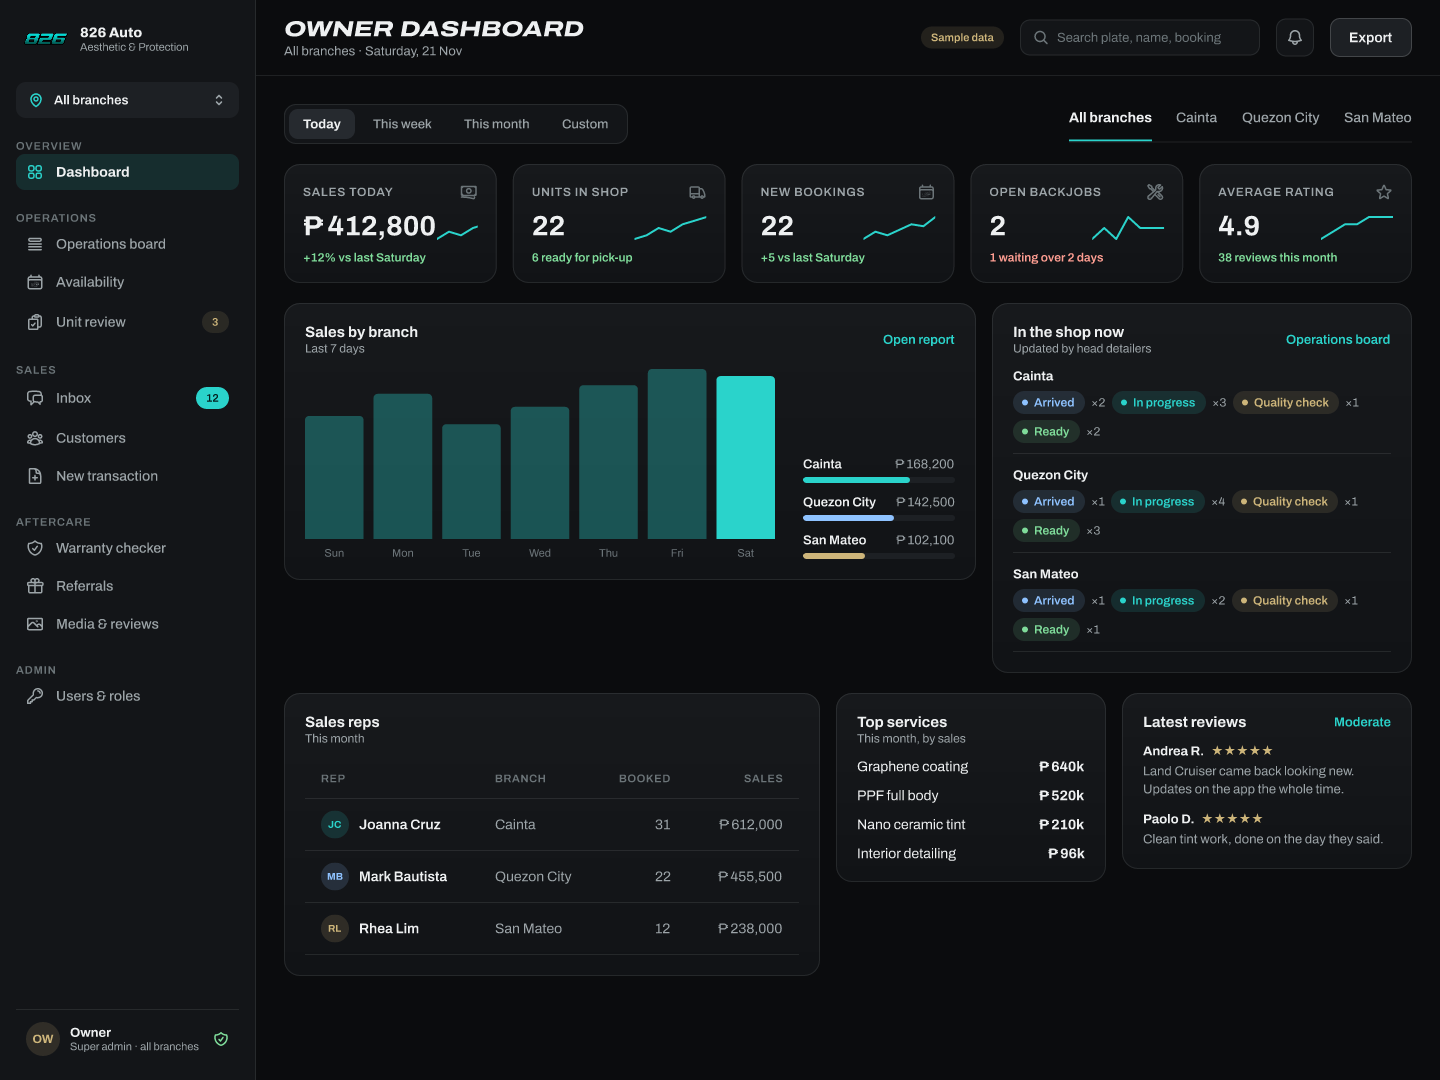 826
826 Auto
Aesthetic & Protection
All branches
OVERVIEW
Dashboard
OPERATIONS
Operations board
Availability
Unit review 3
SALES
Inbox 12
Customers
New transaction
AFTERCARE
Warranty checker
Referrals
Media & reviews
ADMIN
Users & roles
OW
Owner
Super admin · all branches
OWNER DASHBOARD
All branches · Saturday, 21 Nov
Sample data
Search plate, name, booking
Export
Today This week This month Custom
All branches Cainta Quezon City San Mateo
SALES TODAY
₱412,800
+12% vs last Saturday
UNITS IN SHOP
22
6 ready for pick-up
NEW BOOKINGS
22
+5 vs last Saturday
OPEN BACKJOBS
2
1 waiting over 2 days
AVERAGE RATING
4.9
38 reviews this month
Sales by branch
Last 7 days
Open report
Sun Mon Tue Wed Thu Fri Sat
Cainta ₱168,200
Quezon City ₱142,500
San Mateo ₱102,100
In the shop now
Updated by head detailers
Operations board
Cainta
Arrived ×2 In progress ×3 Quality check ×1
Ready ×2
Quezon City
Arrived ×1 In progress ×4 Quality check ×1
Ready ×3
San Mateo
Arrived ×1 In progress ×2 Quality check ×1
Ready ×1
Sales reps
This month
REP BRANCH BOOKED SALES
JC Joanna Cruz Cainta 31 ₱612,000
MB Mark Bautista Quezon City 22 ₱455,500
RL Rhea Lim San Mateo 12 ₱238,000
Top services
This month, by sales
Graphene coating ₱640k
PPF full body ₱520k
Nano ceramic tint ₱210k
Interior detailing ₱96k
Latest reviews
Moderate
Andrea R. ★★★★★
Land Cruiser came back looking new.
Updates on the app the whole time.
Paolo D. ★★★★★
Clean tint work, done on the day they said.